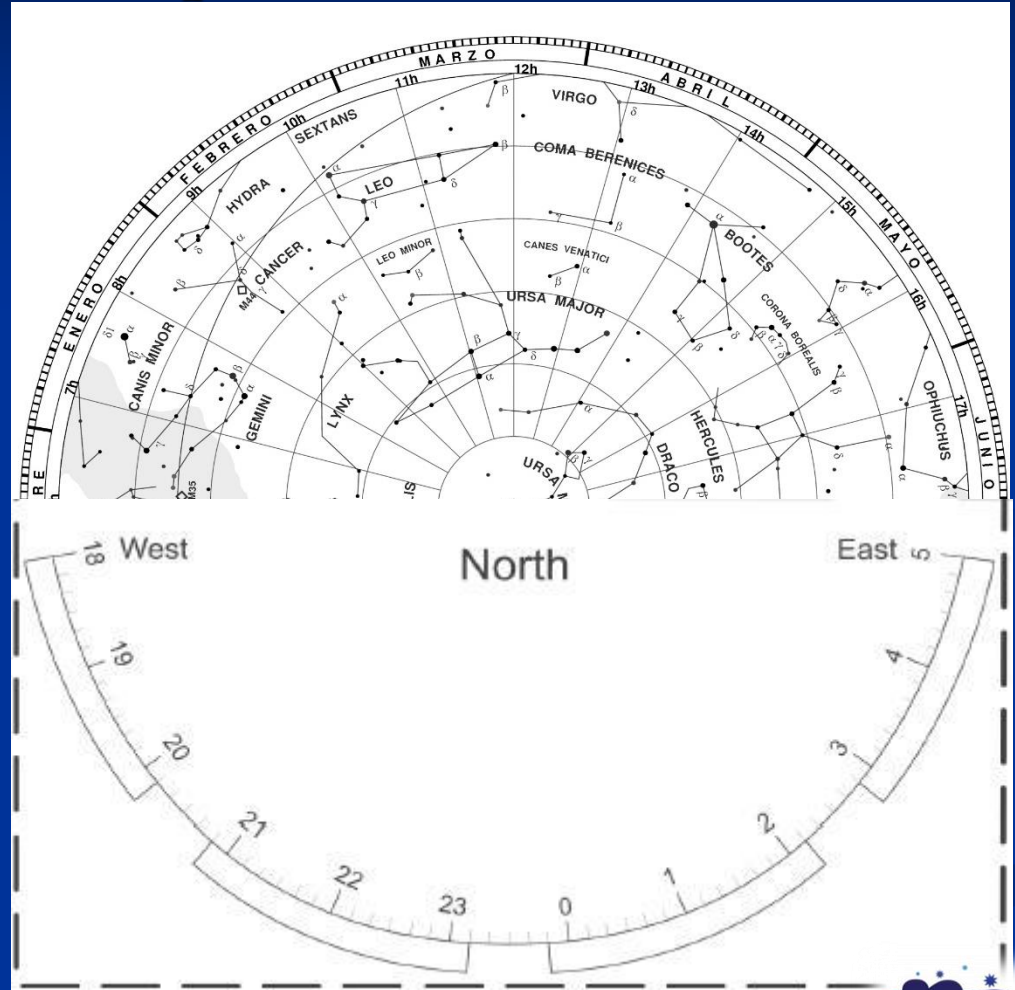 MARZO
ABRIL
FEBRERO
MAYO
ENERO
JUNIO
RE
7h
8h
9h
10h
11h
12h
13h
14h
15h
16h
17h
SEXTANS
VIRGO
HYDRA
LEO
COMA BERENICES
CANCER
M44
LEO MINOR
CANES VENATICI
BOOTES
URSA MAJOR
CORONA BOREALIS
CANIS MINOR
GEMINI
LYNX
HERCULES
OPHIUCHUS
DRACO
URSA M
M35
LIS
West
North
East
18
19
20
21
22
23
0
1
2
3
4
5